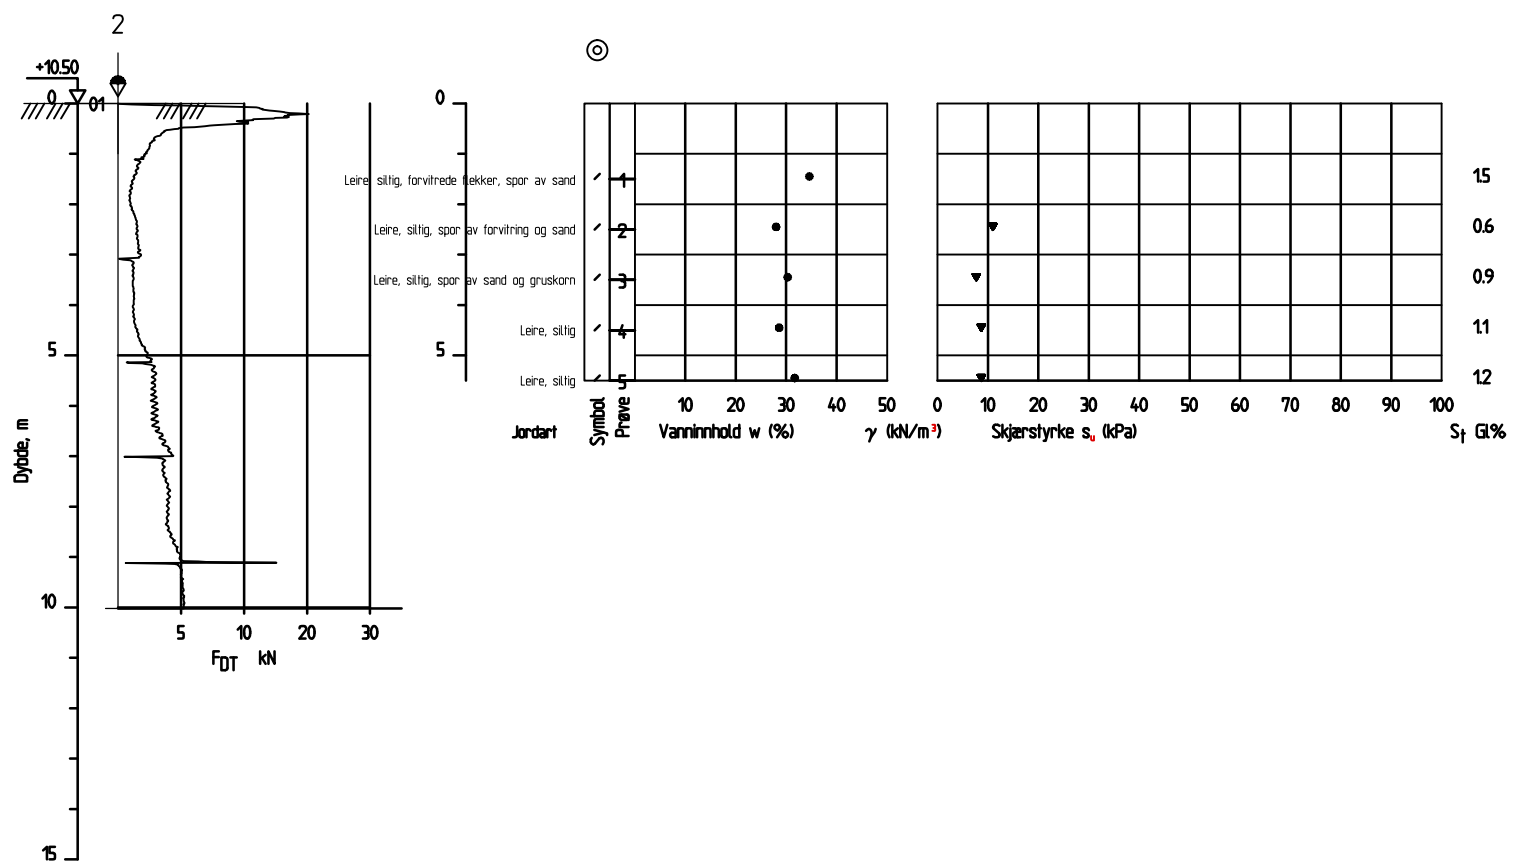 2
+10.50
0
01
0
Leire, siltig, forvitrede flekker, spor av sand
1
1.5
Leire, siltig, spor av forvitring og sand
2
0.6
Leire, siltig, spor av sand og gruskorn
3
0.9
Leire, siltig
4
1.1
5
5
Leire, siltig
5
1.2
10 20 30 40 50
0 10 20 30 40 50 60 70 80 90 100
Jordart
Symbol
Prøve
Vanninnhold w (%)
γ (kN/m³)
Skjærstyrke su (kPa)
St Gl%
Dybde, m
10
5 10 20 30
FDT kN
15